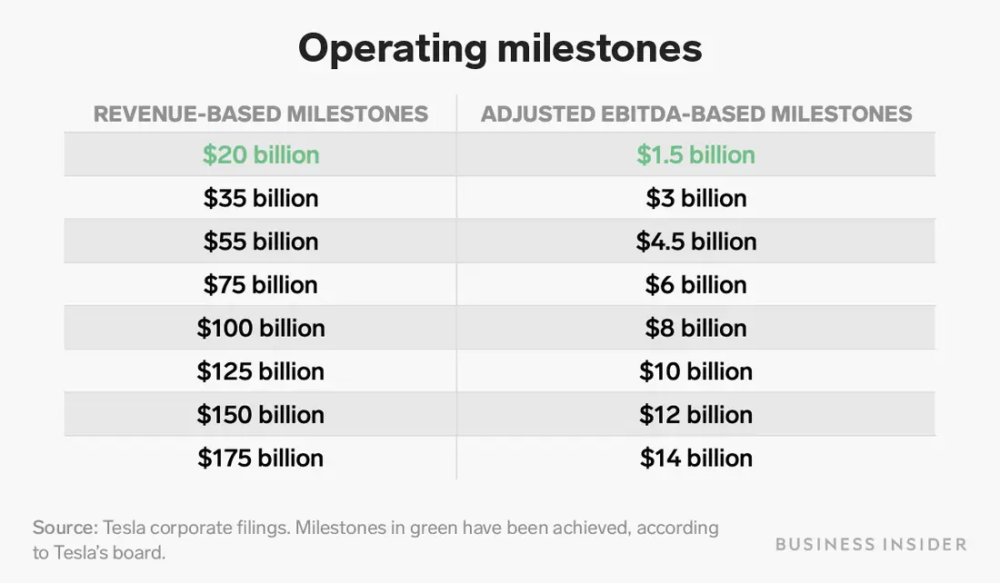 Operating milestones
REVENUE-BASED MILESTONES ADJUSTED EBITDA-BASED MILESTONES
$20 billion $1.5 billion
$35 billion $3 billion
$55 billion $4.5 billion
$75 billion $6 billion
$100 billion $8 billion
$125 billion $10 billion
$150 billion $12 billion
$175 billion $14 billion
Source: Tesla corporate filings. Milestones in green have been achieved, according
to Tesla's board.
BUSINESS INSIDER